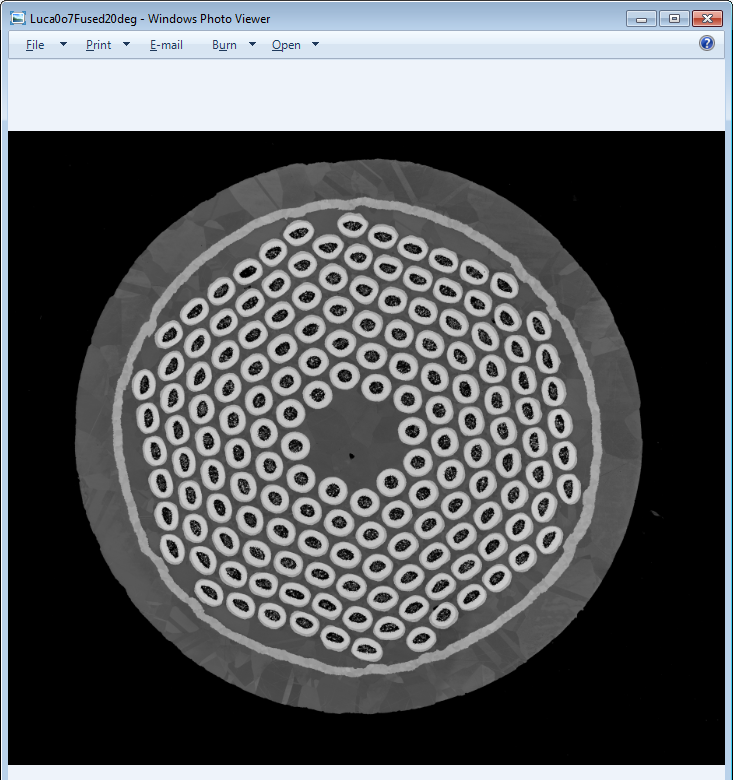 Luca0o7Fused20deg - Windows Photo Viewer
File Print E-mail Burn Open